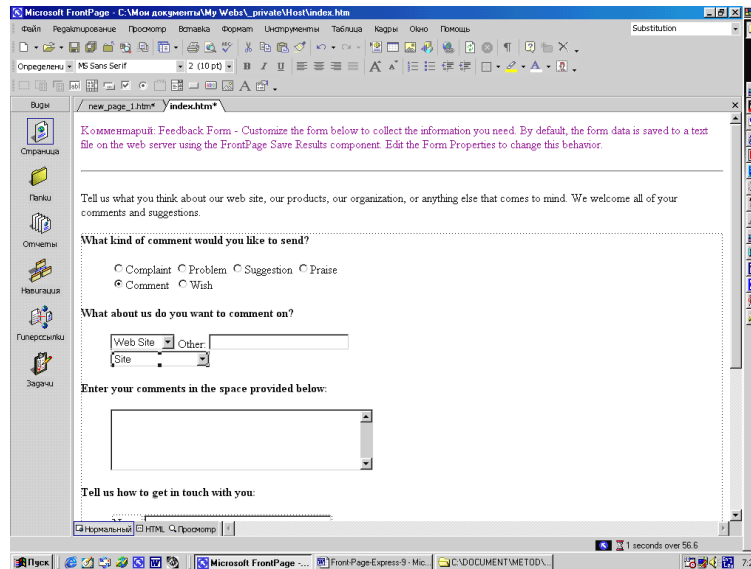 Microsoft FrontPage - C:\Мои документы\My Webs\_private\Host\index.htm
Файл Редактирование Просмотр Вставка Формат Инструменты Таблица Кадры Окно Помощь
Substitution
Определени MS Sans Serif 2 (10 pt)
Виды
new_page_1.htm* index.htm*
Страница
Папки
Отчеты
Навигация
Гиперссылки
Задачи
Комментарий: Feedback Form - Customize the form below to collect the information you need. By default, the form data is saved to a text
file on the web server using the FrontPage Save Results component. Edit the Form Properties to change this behavior.
Tell us what you think about our web site, our products, our organization, or anything else that comes to mind. We welcome all of your
comments and suggestions.
What kind of comment would you like to send?
Complaint Problem Suggestion Praise
Comment Wish
What about us do you want to comment on?
Web Site Other:
Site
Enter your comments in the space provided below:
Tell us how to get in touch with you:
Нормальный HTML Просмотр
1 seconds over 56.6
Пуск Microsoft FrontPage -... Front-Page-Express-9 - Mic... C:\DOCUMENT\METOD\...